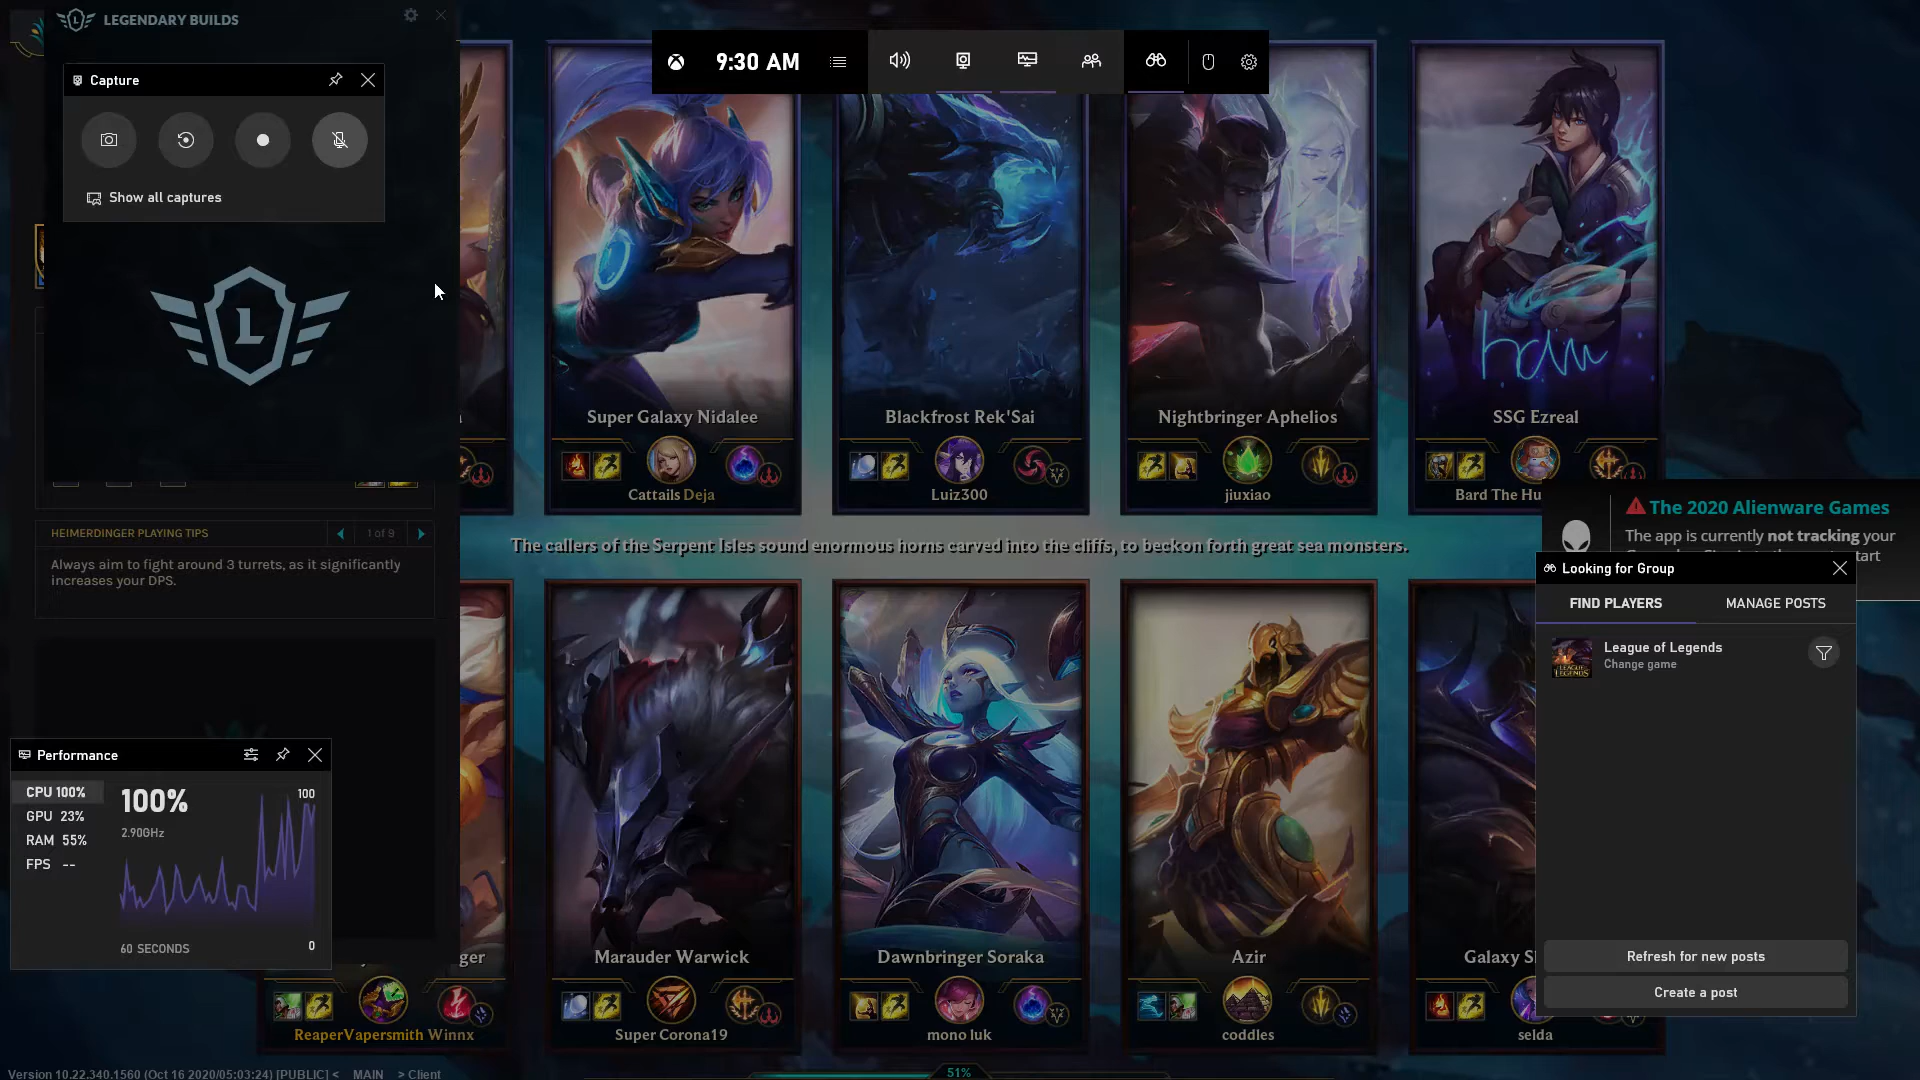 LEGENDARY BUILDS
Capture
Show all captures
L
9:30 AM
Super Galaxy Nidalee
Cattails Deja
Blackfrost Rek'Sai
Luiz300
Nightbringer Aphelios
jiuxiao
SSG Ezreal
Bard The Hu
The callers of the Serpent Isles sound enormous horns carved into the cliffs, to beckon forth great sea monsters.
HEIMERDINGER PLAYING TIPS
1 of 9
Always aim to fight around 3 turrets, as it significantly
increases your DPS.
The 2020 Alienware Games
The app is currently not tracking your
Looking for Group
FIND PLAYERS
MANAGE POSTS
League of Legends
Change game
Refresh for new posts
Create a post
Performance
CPU 100%
GPU 23%
RAM 55%
FPS --
100%
2.90GHz
100
60 SECONDS
0
ger
ReaperVapersmith Winnx
Marauder Warwick
Super Corona19
Dawnbringer Soraka
mono luk
Azir
coddles
Galaxy Sl
selda
Version 10.22.340.1560 (Oct 16 2020/05:03:24) [PUBLIC] < MAIN > Client
51%